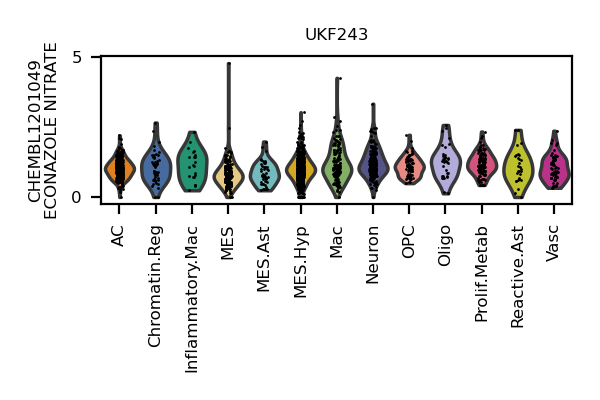 UKF243
CHEMBL1201049
ECONAZOLE NITRATE
5
0
AC
Chromatin.Reg
Inflammatory.Mac
MES
MES.Ast
MES.Hyp
Mac
Neuron
OPC
Oligo
Prolif.Metab
Reactive.Ast
Vasc